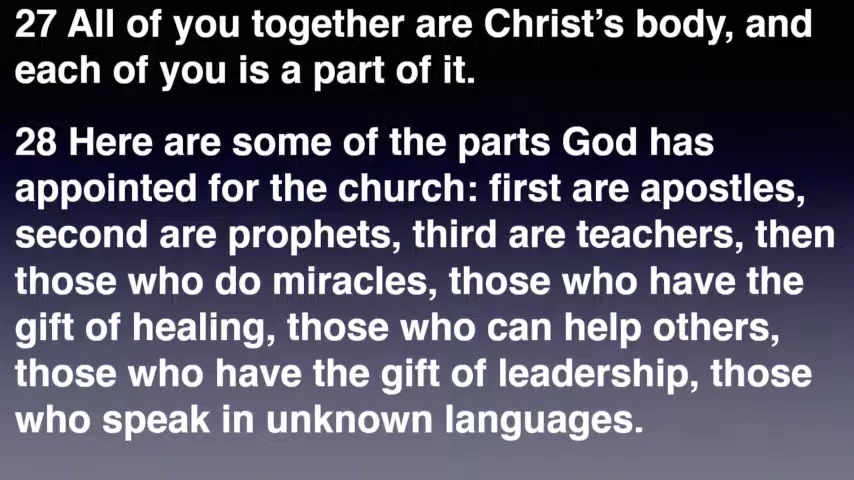 27 All of you together are Christ’s body, and
each of you is a part of it.
28 Here are some of the parts God has
appointed for the church: first are apostles,
second are prophets, third are teachers, then
those who do miracles, those who have the
gift of healing, those who can help others,
those who have the gift of leadership, those
who speak in unknown languages.